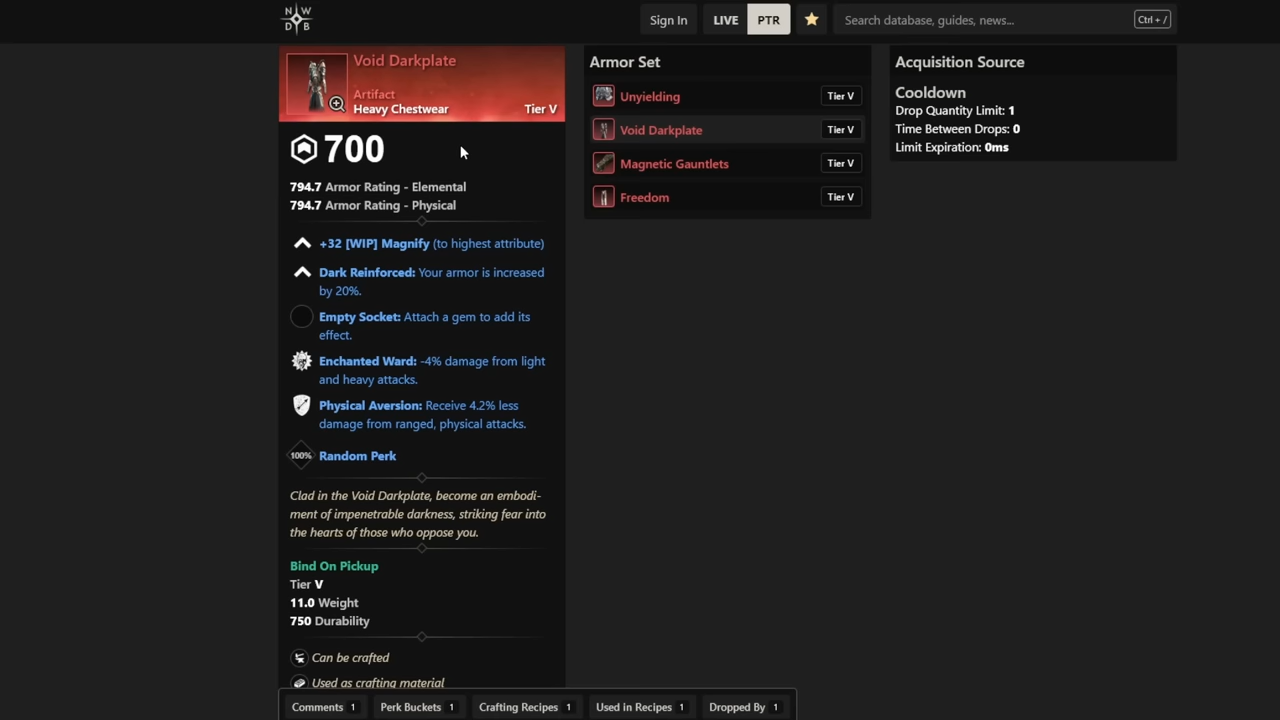 NW
DB
Sign In
LIVE
PTR
Search database, guides, news...
Ctrl + /
Void Darkplate
Artifact
Heavy Chestwear
Tier V
700
794.7 Armor Rating - Elemental
794.7 Armor Rating - Physical
+32 [WIP] Magnify (to highest attribute)
Dark Reinforced: Your armor is increased
by 20%.
Empty Socket: Attach a gem to add its
effect.
Enchanted Ward: -4% damage from light
and heavy attacks.
Physical Aversion: Receive 4.2% less
damage from ranged, physical attacks.
100% Random Perk
Clad in the Void Darkplate, become an embodi-
ment of impenetrable darkness, striking fear into
the hearts of those who oppose you.
Bind On Pickup
Tier V
11.0 Weight
750 Durability
Can be crafted
Used as crafting material
Armor Set
Unyielding Tier V
Void Darkplate Tier V
Magnetic Gauntlets Tier V
Freedom Tier V
Acquisition Source
Cooldown
Drop Quantity Limit: 1
Time Between Drops: 0
Limit Expiration: 0ms
Comments 1
Perk Buckets 1
Crafting Recipes 1
Used in Recipes 1
Dropped By 1